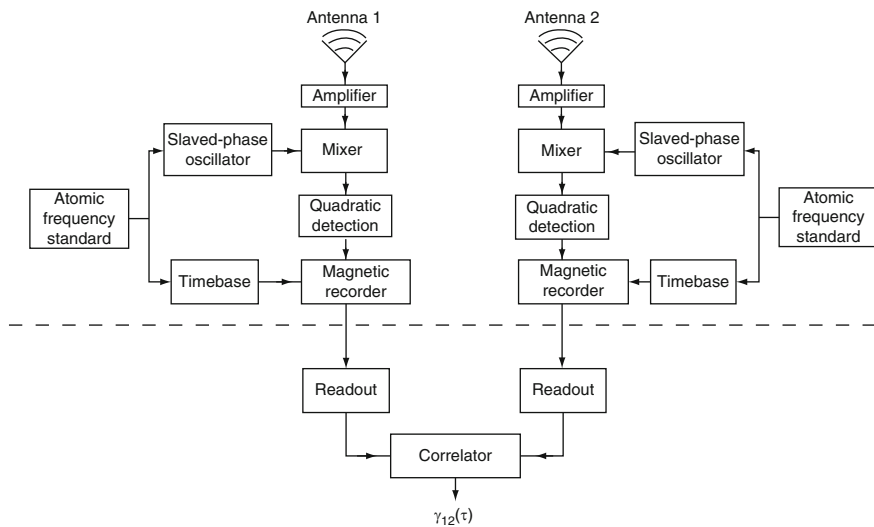 Antenna 1
Antenna 2
Amplifier
Amplifier
Slaved-phase
oscillator
Mixer
Mixer
Slaved-phase
oscillator
Atomic
frequency
standard
Quadratic
detection
Quadratic
detection
Atomic
frequency
standard
Timebase
Magnetic
recorder
Magnetic
recorder
Timebase
Readout
Readout
Correlator
γ₁₂(τ)